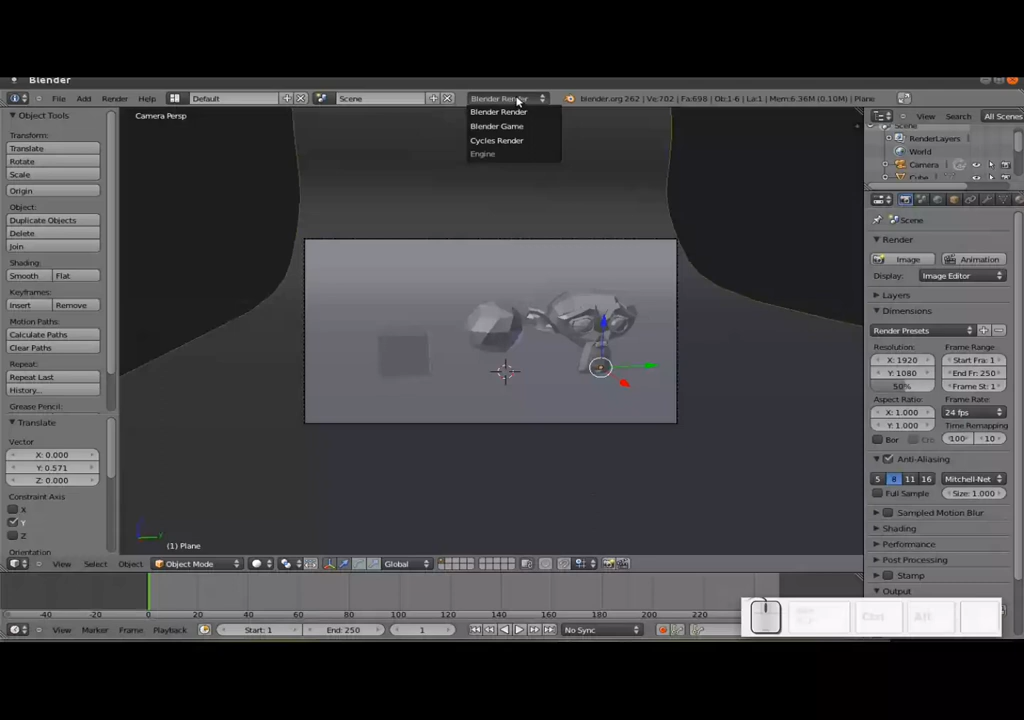 Blender
File Add Render Help Default Scene Blender Render blender.org 262 | Ve:702 | Fa:698 | Ob:1-6 | La:1 | Mem:6.36M (0.10M) | Plane
Blender Render
Blender Game
Cycles Render
Engine
Object Tools
Transform:
Translate
Rotate
Scale
Origin
Object:
Duplicate Objects
Delete
Join
Shading:
Smooth Flat
Keyframes:
Insert Remove
Motion Paths:
Calculate Paths
Clear Paths
Repeat:
Repeat Last
History...
Grease Pencil:
Translate
Vector
X: 0.000
Y: 0.571
Z: 0.000
Constraint Axis
X
Y
Z
Orientation
Camera Persp
(1) Plane
View Search All Scenes
Scene
RenderLayers
World
Camera
Cube
Scene
Render
Image Animation
Display: Image Editor
Layers
Dimensions
Render Presets
Resolution: Frame Range:
X: 1920 Start Fra: 1
Y: 1080 End Fr: 250
50% Frame St: 1
Aspect Ratio Frame Rate:
X: 1.000 24 fps
Y: 1.000 Time Remapping
Bor Cro :100 10
Anti-Aliasing
5 8 11 16 Mitchell-Net
Full Sample Size: 1.000
Sampled Motion Blur
Shading
Performance
Post Processing
Stamp
Output
View Select Object Object Mode Global
-40 -20 0 20 40 60 80 100 120 140 160 180 200 220
View Marker Frame Playback Start: 1 End: 250 1 No Sync
Ctrl Alt